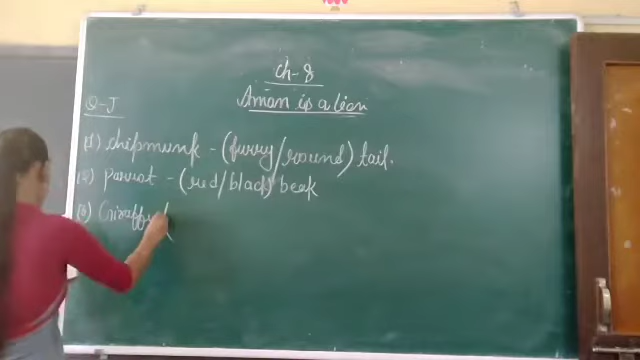 Ch-8
Aman is a lion
Q-J
(1) chipmunk - (furry/round) tail.
(2) parrot - (red/black) beak
(3) Giraffe (